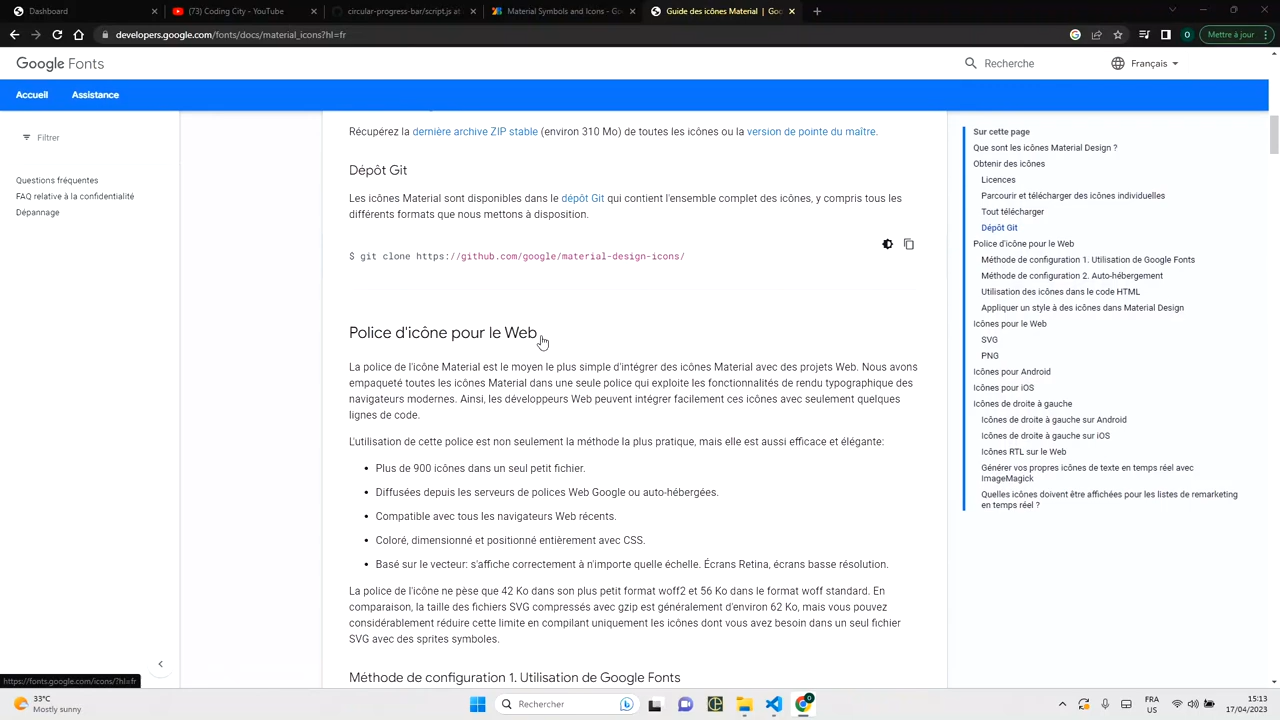 Dashboard
(73) Coding City - YouTube
circular-progress-bar/script.js at
Material Symbols and Icons - Goo
Guide des icônes Material | Goo
developers.google.com/fonts/docs/material_icons?hl=fr
O
Mettre à jour
Google Fonts
Recherche
Français
Accueil
Assistance
Filtrer
Questions fréquentes
FAQ relative à la confidentialité
Dépannage
Récupérez la dernière archive ZIP stable (environ 310 Mo) de toutes les icônes ou la version de pointe du maître.
Dépôt Git
Les icônes Material sont disponibles dans le dépôt Git qui contient l'ensemble complet des icônes, y compris tous les
différents formats que nous mettons à disposition.
$ git clone https://github.com/google/material-design-icons/
Police d'icône pour le Web
La police de l'icône Material est le moyen le plus simple d'intégrer des icônes Material avec des projets Web. Nous avons
empaqueté toutes les icônes Material dans une seule police qui exploite les fonctionnalités de rendu typographique des
navigateurs modernes. Ainsi, les développeurs Web peuvent intégrer facilement ces icônes avec seulement quelques
lignes de code.
L'utilisation de cette police est non seulement la méthode la plus pratique, mais elle est aussi efficace et élégante:
• Plus de 900 icônes dans un seul petit fichier.
• Diffusées depuis les serveurs de polices Web Google ou auto-hébergées.
• Compatible avec tous les navigateurs Web récents.
• Coloré, dimensionné et positionné entièrement avec CSS.
• Basé sur le vecteur: s'affiche correctement à n'importe quelle échelle. Écrans Retina, écrans basse résolution.
La police de l'icône ne pèse que 42 Ko dans son plus petit format woff2 et 56 Ko dans le format woff standard. En
comparaison, la taille des fichiers SVG compressés avec gzip est généralement d'environ 62 Ko, mais vous pouvez
considérablement réduire cette limite en compilant uniquement les icônes dont vous avez besoin dans un seul fichier
SVG avec des sprites symboles.
Méthode de configuration 1. Utilisation de Google Fonts
Sur cette page
Que sont les icônes Material Design ?
Obtenir des icônes
Licences
Parcourir et télécharger des icônes individuelles
Tout télécharger
Dépôt Git
Police d'icône pour le Web
Méthode de configuration 1. Utilisation de Google Fonts
Méthode de configuration 2. Auto-hébergement
Utilisation des icônes dans le code HTML
Appliquer un style à des icônes dans Material Design
Icônes pour le Web
SVG
PNG
Icônes pour Android
Icônes pour iOS
Icônes de droite à gauche
Icônes de droite à gauche sur Android
Icônes de droite à gauche sur iOS
Icônes RTL sur le Web
Générer vos propres icônes de texte en temps réel avec
ImageMagick
Quelles icônes doivent être affichées pour les listes de remarketing
en temps réel ?
https://fonts.google.com/icons/?hl=fr
33°C
Mostly sunny
Rechercher
FRA
US
15:13
17/04/2023